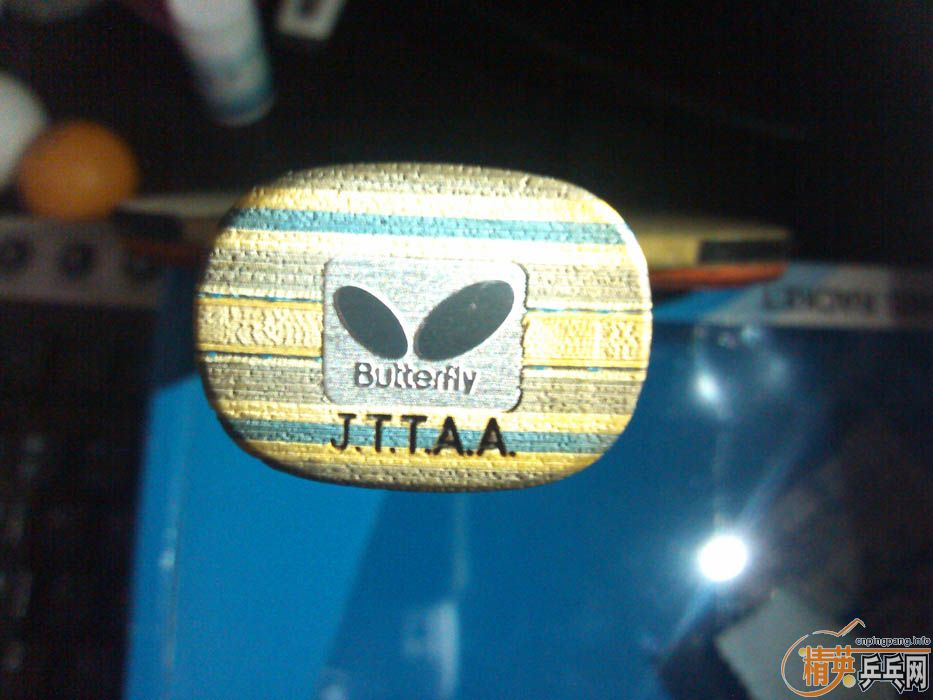 Butterfly
J.T.T.A.A.
cnpingpang.info
精英乒乓网